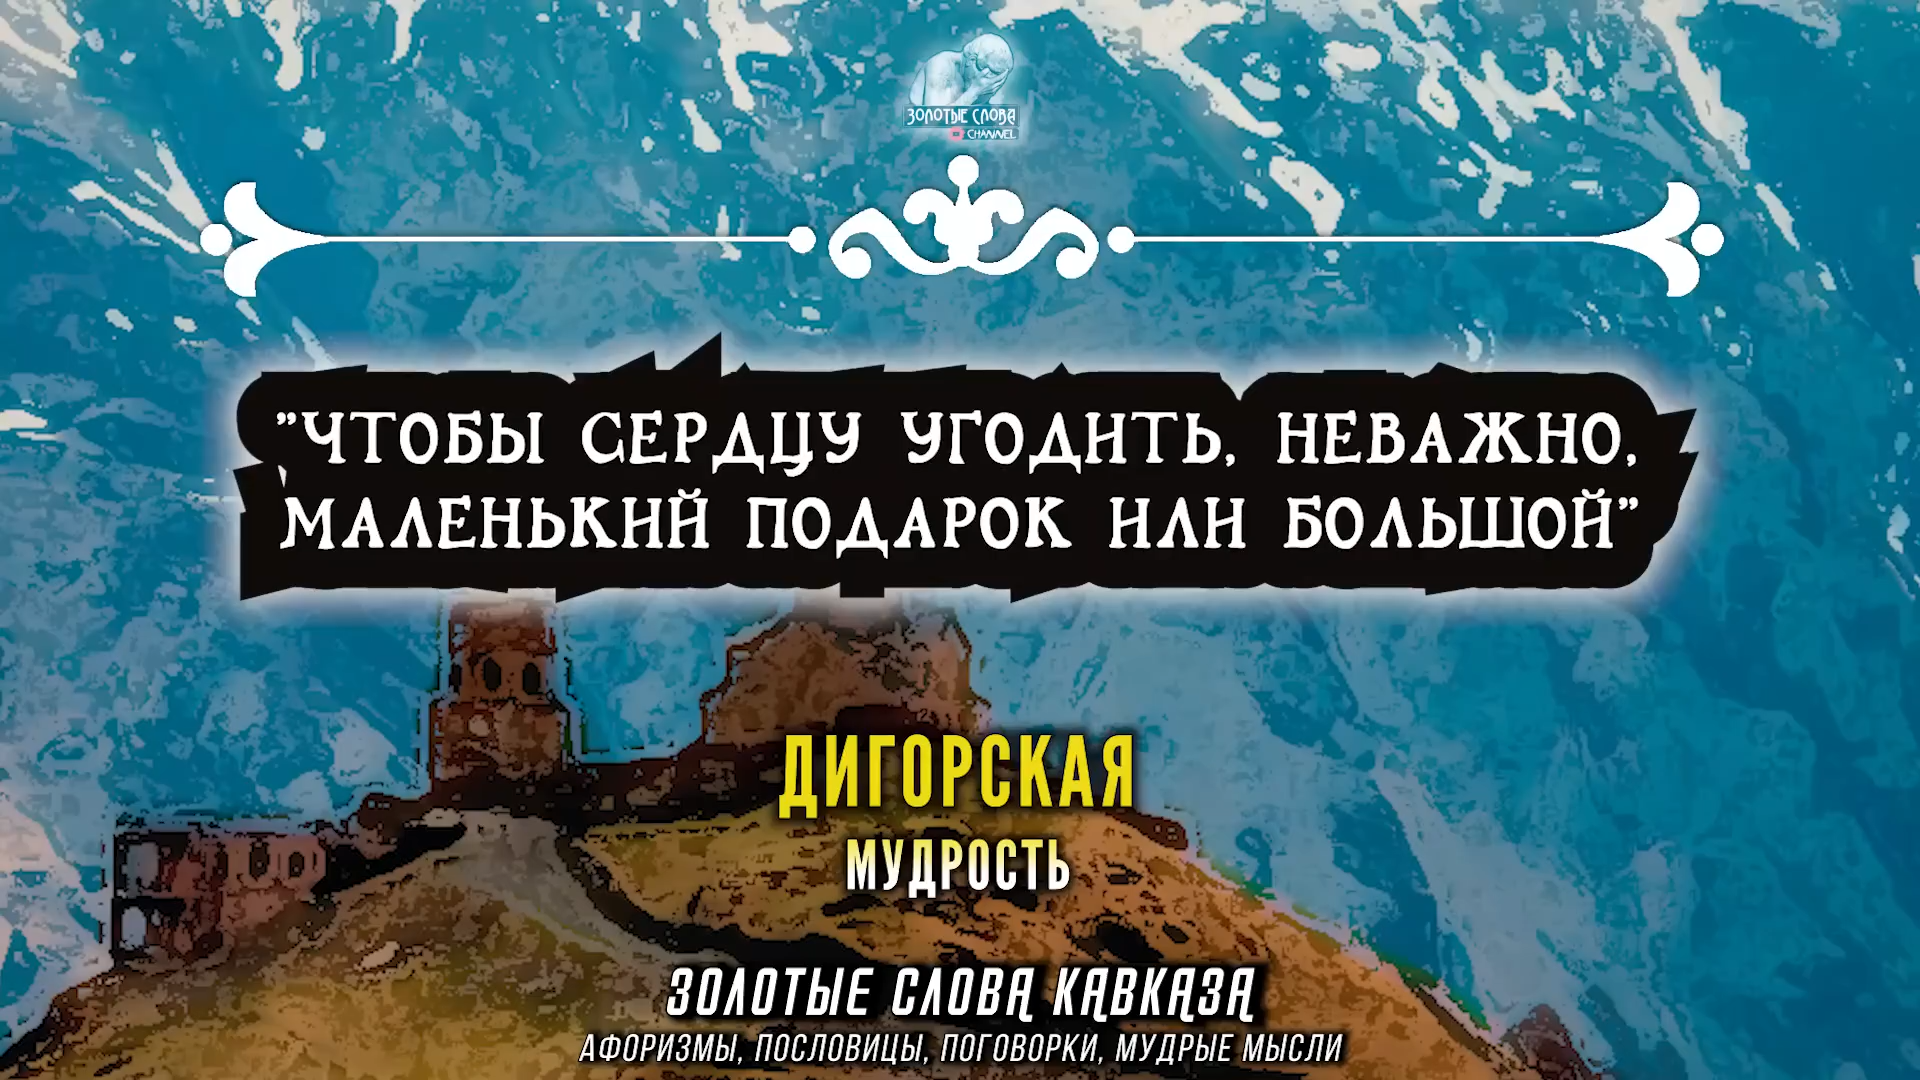 ЗОЛОТЫЕ СЛОВА
CHANNEL
"ЧТОБЫ СЕРДЦУ УГОДИТЬ, НЕВАЖНО,
МАЛЕНЬКИЙ ПОДАРОК ИЛИ БОЛЬШОЙ"
ДИГОРСКАЯ
МУДРОСТЬ
ЗОЛОТЫЕ СЛОВА КАВКАЗА
АФОРИЗМЫ, ПОСЛОВИЦЫ, ПОГОВОРКИ, МУДРЫЕ МЫСЛИ